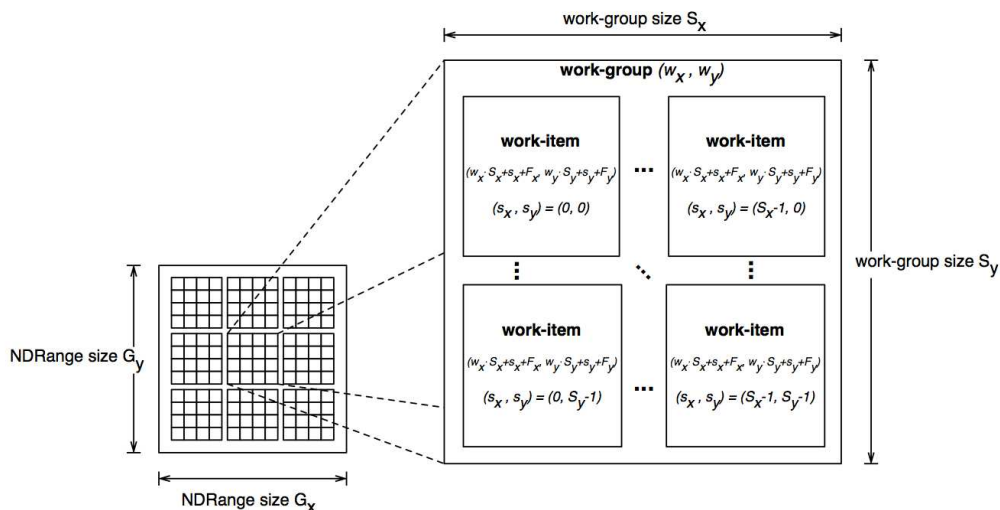 work-group size Sx
work-group (wx , wy)
work-item
work-item
(wx· Sx+sx+Fx, wy· Sy+sy+Fy)
...
(wx· Sx+sx+Fx, wy· Sy+sy+Fy)
(sx , sy) = (0, 0)
(sx , sy) = (Sx-1, 0)
work-group size Sy
work-item
work-item
NDRange size Gy
(wx· Sx+sx+Fx, wy· Sy+sy+Fy)
...
(wx· Sx+sx+Fx, wy· Sy+sy+Fy)
(sx , sy) = (0, Sy-1)
(sx , sy) = (Sx-1, Sy-1)
NDRange size Gx